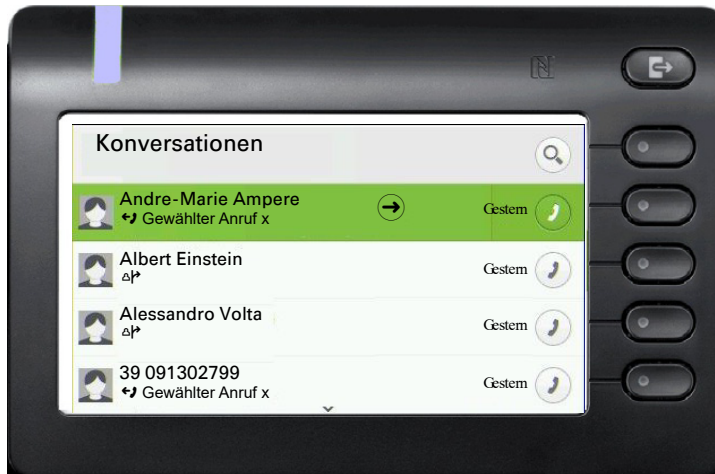 Konversationen
Andre-Marie Ampere
Gewählter Anruf x
Gestern
Albert Einstein
Gestern
Alessandro Volta
Gestern
39 091302799
Gewählter Anruf x
Gestern